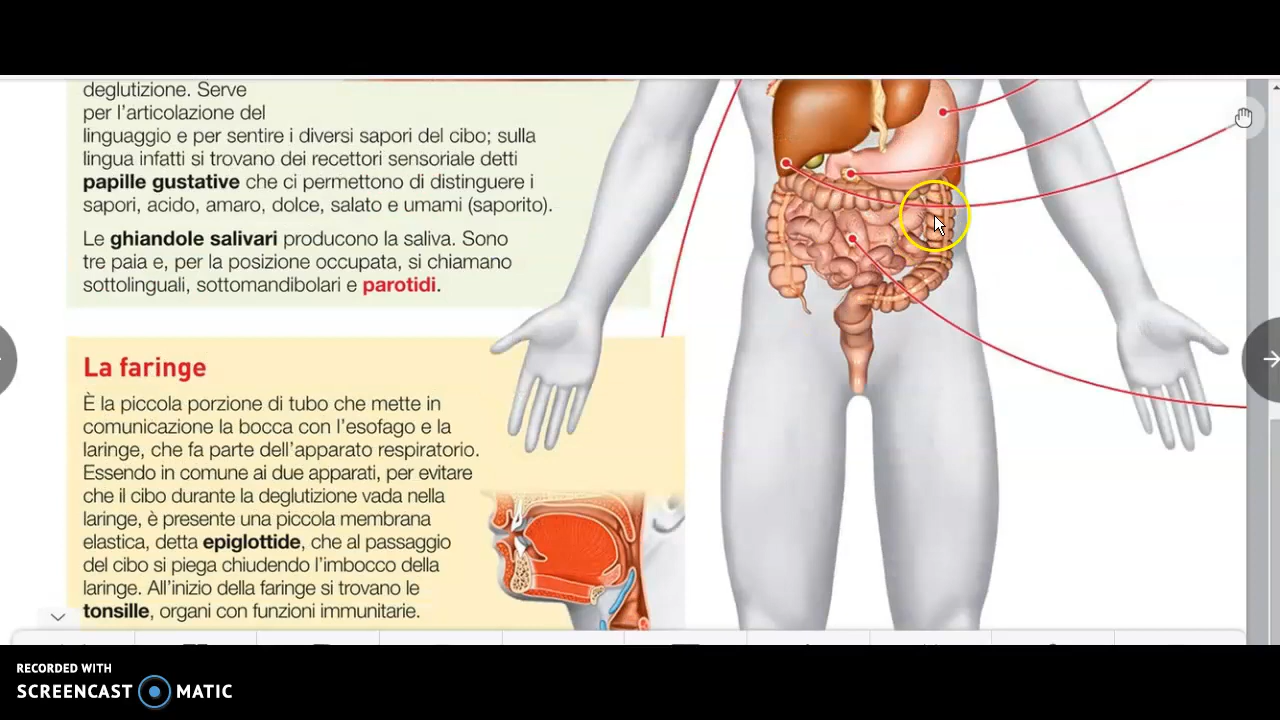 deglutizione. Serve
per l'articolazione del
linguaggio e per sentire i diversi sapori del cibo; sulla
lingua infatti si trovano dei recettori sensoriale detti
papille gustative che ci permettono di distinguere i
sapori, acido, amaro, dolce, salato e umami (saporito).
Le ghiandole salivari producono la saliva. Sono
tre paia e, per la posizione occupata, si chiamano
sottolinguali, sottomandibolari e parotidi.
La faringe
È la piccola porzione di tubo che mette in
comunicazione la bocca con l'esofago e la
laringe, che fa parte dell'apparato respiratorio.
Essendo in comune ai due apparati, per evitare
che il cibo durante la deglutizione vada nella
laringe, è presente una piccola membrana
elastica, detta epiglottide, che al passaggio
del cibo si piega chiudendo l'imbocco della
laringe. All'inizio della faringe si trovano le
tonsille, organi con funzioni immunitarie.
RECORDED WITH
SCREENCAST MATIC